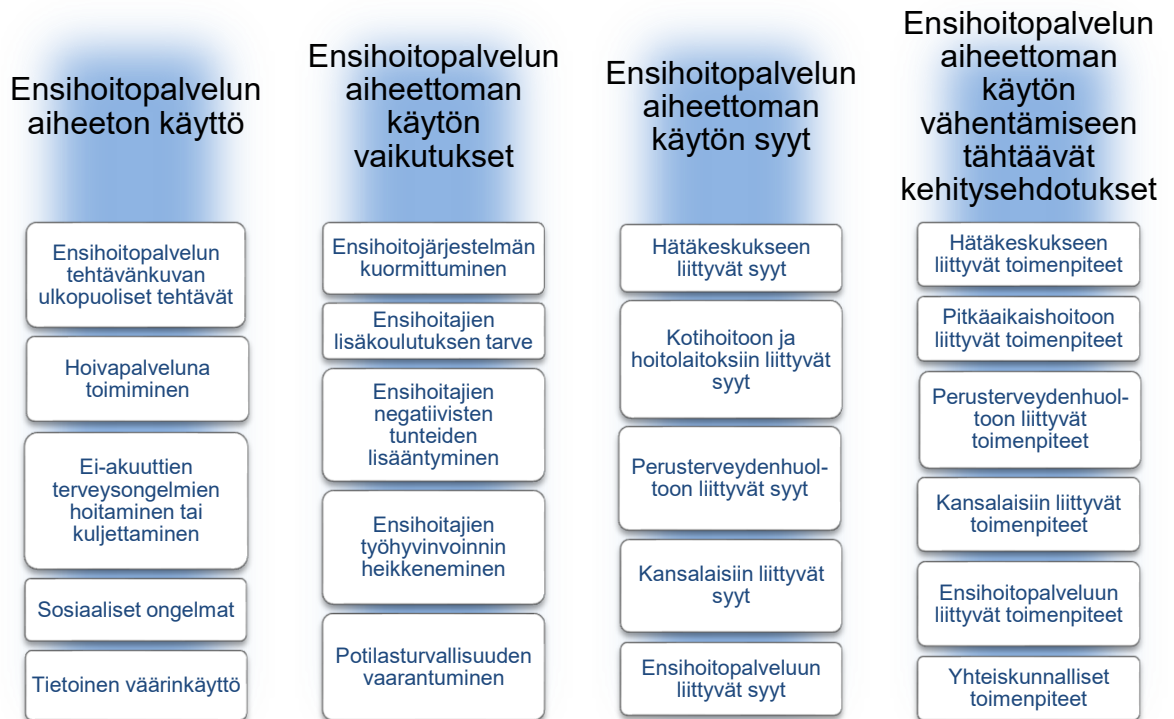 Ensihoitopalvelun
aiheeton käyttö
Ensihoitopalvelun
tehtävänkuvan
ulkopuoliset tehtävät
Hoivapalveluna
toimiminen
Ei-akuuttien
terveysongelmien
hoitaminen tai
kuljettaminen
Sosiaaliset ongelmat
Tietoinen väärinkäyttö
Ensihoitopalvelun
aiheettoman
käytön
vaikutukset
Ensihoitojärjestelmän
kuormittuminen
Ensihoitajien
lisäkoulutuksen tarve
Ensihoitajien
negatiivisten
tunteiden
lisääntyminen
Ensihoitajien
työhyvinvoinnin
heikkeneminen
Potilasturvallisuuden
vaarantuminen
Ensihoitopalvelun
aiheettoman
käytön syyt
Hätäkeskukseen
liittyvät syyt
Kotihoitoon ja
hoitolaitoksiin liittyvät
syyt
Perusterveydenhuol-
toon liittyvät syyt
Kansalaisiin liittyvät
syyt
Ensihoitopalveluun
liittyvät syyt
Ensihoitopalvelun
aiheettoman
käytön
vähentämiseen
tähtäävät
kehitysehdotukset
Hätäkeskukseen
liittyvät toimenpiteet
Pitkäaikaishoitoon
liittyvät toimenpiteet
Perusterveydenhuol-
toon liittyvät
toimenpiteet
Kansalaisiin liittyvät
toimenpiteet
Ensihoitopalveluun
liittyvät toimenpiteet
Yhteiskunnalliset
toimenpiteet